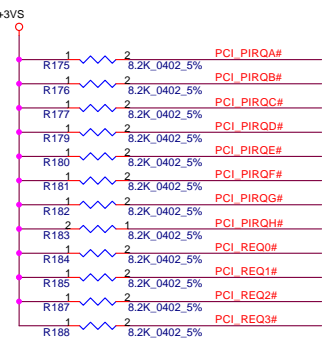 +3VS
1 2 PCI_PIRQA#
R175 8.2K_0402_5%
1 2 PCI_PIRQB#
R176 8.2K_0402_5%
1 2 PCI_PIRQC#
R177 8.2K_0402_5%
1 2 PCI_PIRQD#
R179 8.2K_0402_5%
1 2 PCI_PIRQE#
R180 8.2K_0402_5%
1 2 PCI_PIRQF#
R181 8.2K_0402_5%
1 2 PCI_PIRQG#
R182 8.2K_0402_5%
2 1 PCI_PIRQH#
R183 8.2K_0402_5%
1 2 PCI_REQ0#
R184 8.2K_0402_5%
1 2 PCI_REQ1#
R185 8.2K_0402_5%
1 2 PCI_REQ2#
R187 8.2K_0402_5%
1 2 PCI_REQ3#
R188 8.2K_0402_5%